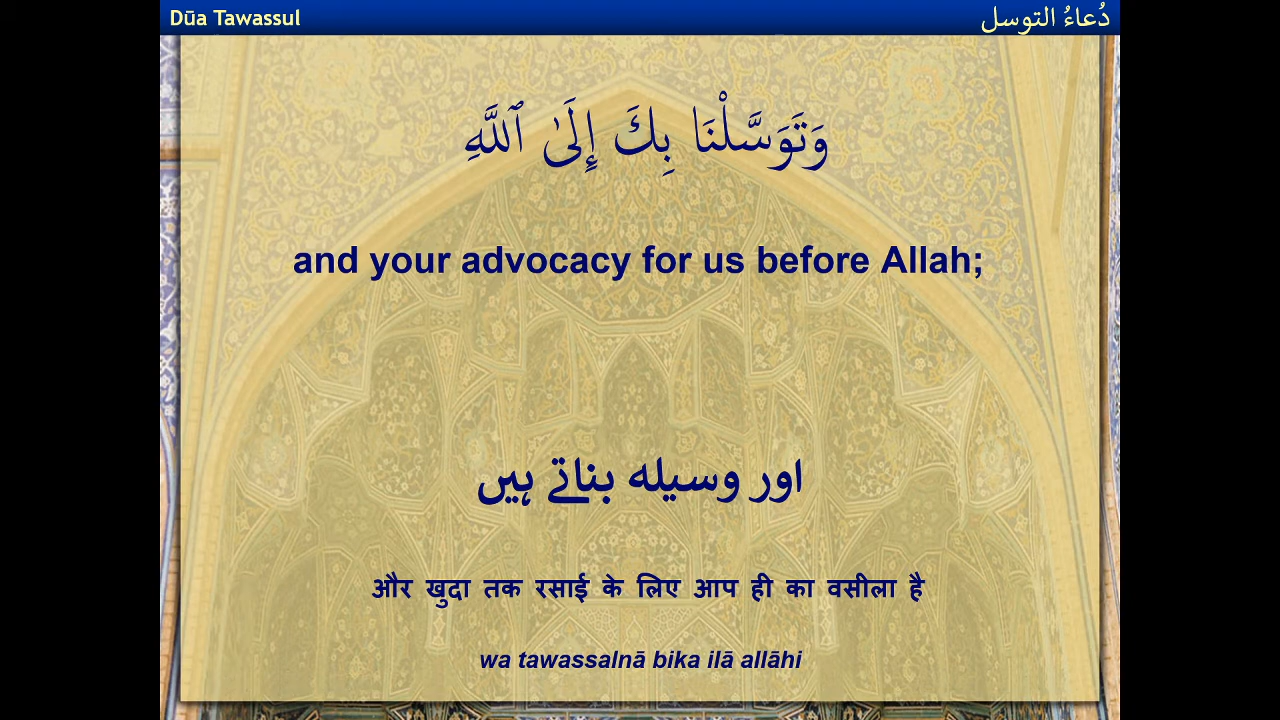 Dūa Tawassul
دُعاءُ التوسل
وَتَوَسَّلْنَا بِكَ إِلَىٰ ٱللَّهِ
and your advocacy for us before Allah;
اور وسیلہ بناتے ہیں
और खुदा तक रसाई के लिए आप ही का वसीला है
wa tawassalnā bika ilā allāhi